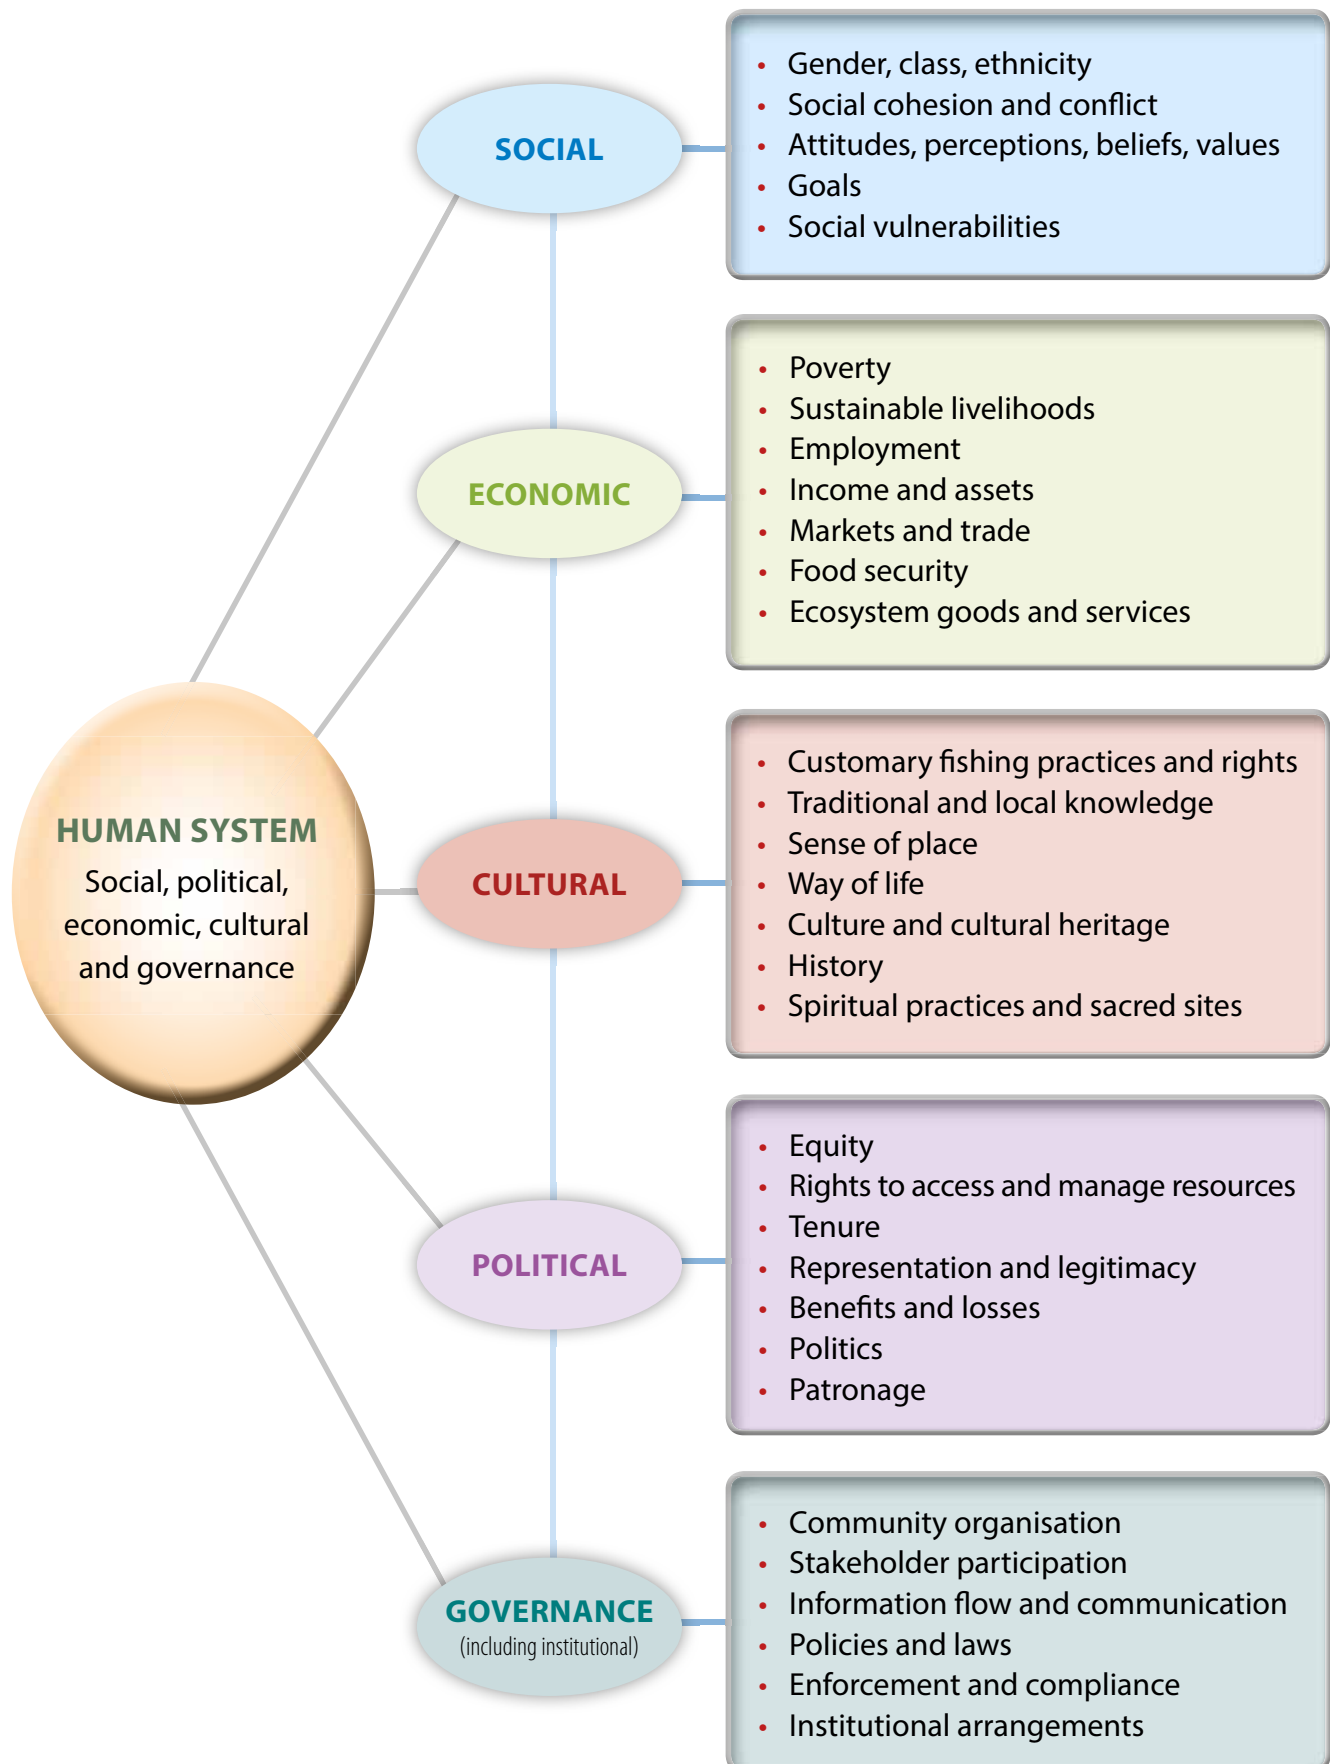 HUMAN SYSTEM
Social, political,
economic, cultural
and governance
SOCIAL
• Gender, class, ethnicity
• Social cohesion and conflict
• Attitudes, perceptions, beliefs, values
• Goals
• Social vulnerabilities
ECONOMIC
• Poverty
• Sustainable livelihoods
• Employment
• Income and assets
• Markets and trade
• Food security
• Ecosystem goods and services
CULTURAL
• Customary fishing practices and rights
• Traditional and local knowledge
• Sense of place
• Way of life
• Culture and cultural heritage
• History
• Spiritual practices and sacred sites
POLITICAL
• Equity
• Rights to access and manage resources
• Tenure
• Representation and legitimacy
• Benefits and losses
• Politics
• Patronage
GOVERNANCE
(including institutional)
• Community organisation
• Stakeholder participation
• Information flow and communication
• Policies and laws
• Enforcement and compliance
• Institutional arrangements